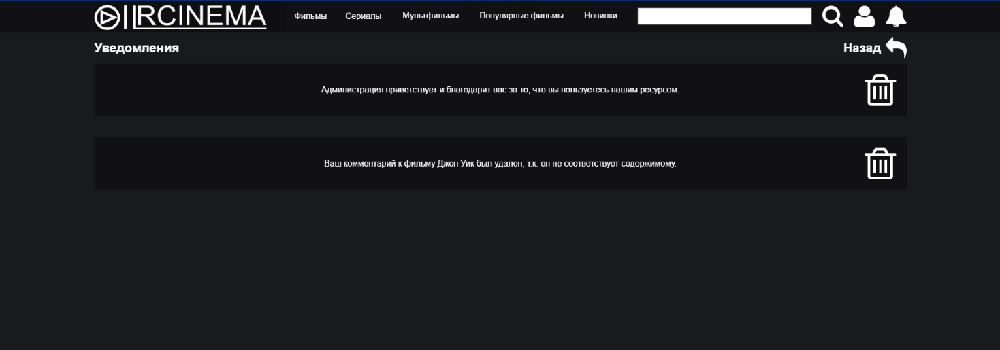 IRCINEMA
Фильмы Сериалы Мультфильмы Популярные фильмы Новинки
Уведомления
Назад
Администрация приветствует и благодарит вас за то, что вы пользуетесь нашим ресурсом.
Ваш комментарий к фильму Джон Уик был удален, т.к. он не соответствует содержимому.